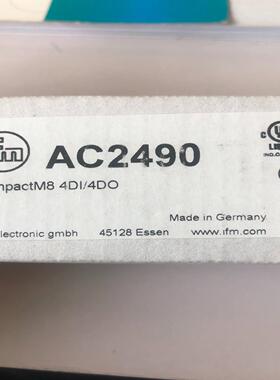 ifm
AC2490
mpactM8 4DI/4DO
Made in Germany
electronic gmbh
45128 Essen
www.ifm.com